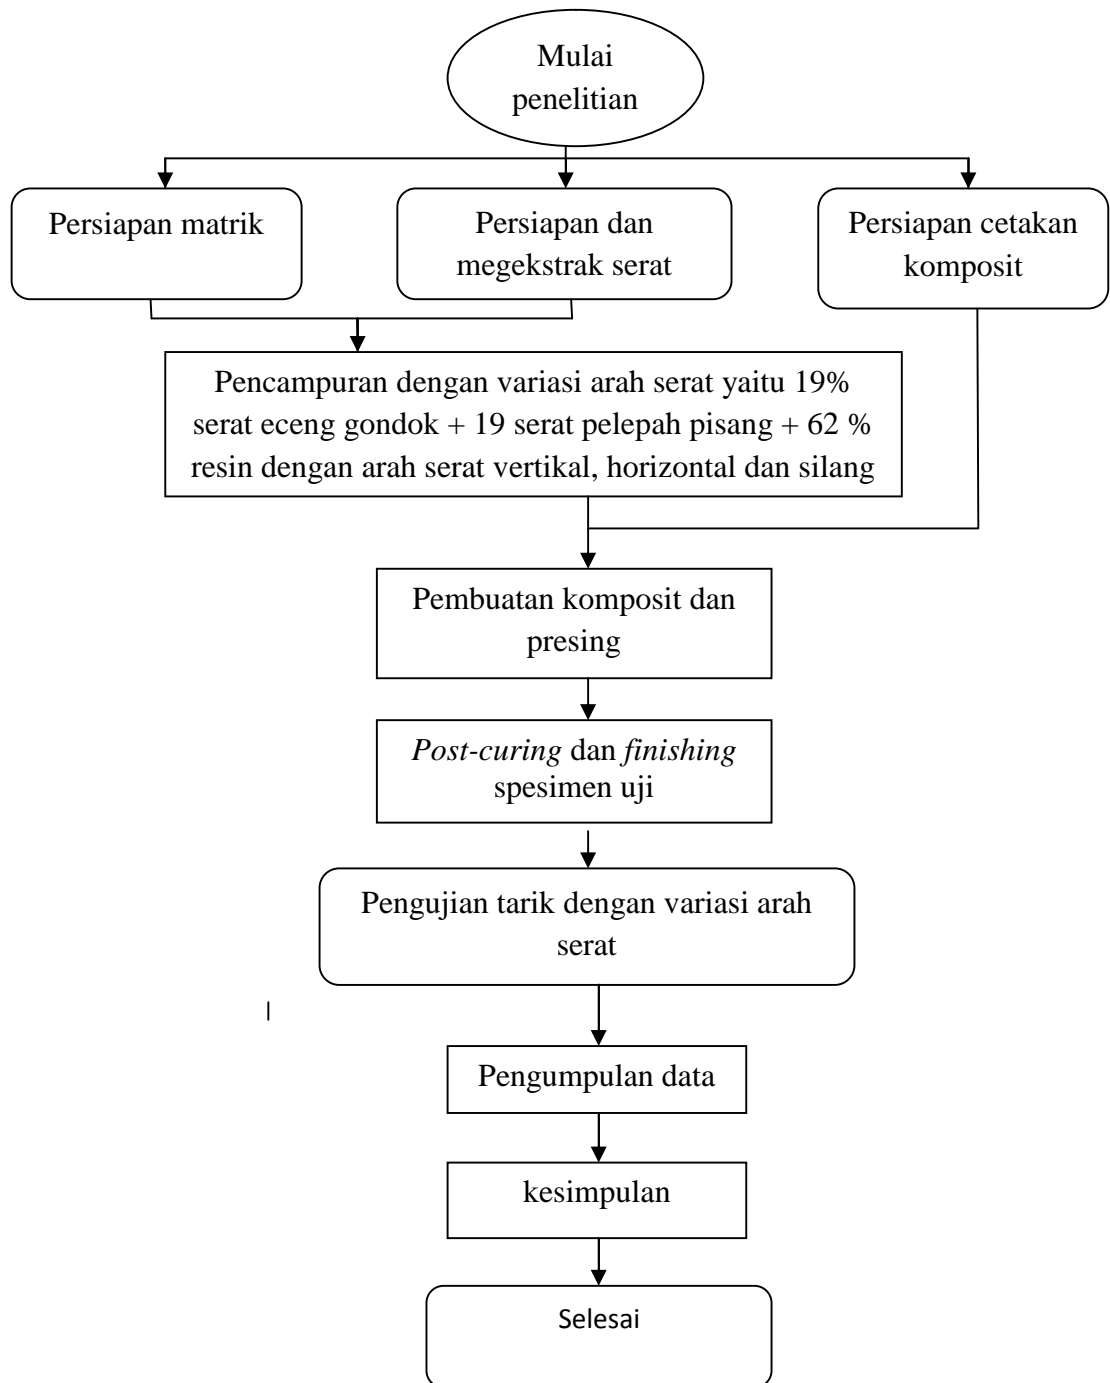 Mulai
penelitian
Persiapan matrik
Persiapan dan
megekstrak serat
Persiapan cetakan
komposit
Pencampuran dengan variasi arah serat yaitu 19%
serat eceng gondok + 19 serat pelepah pisang + 62 %
resin dengan arah serat vertikal, horizontal dan silang
Pembuatan komposit dan
presing
Post-curing dan finishing
spesimen uji
Pengujian tarik dengan variasi arah
serat
Pengumpulan data
kesimpulan
Selesai